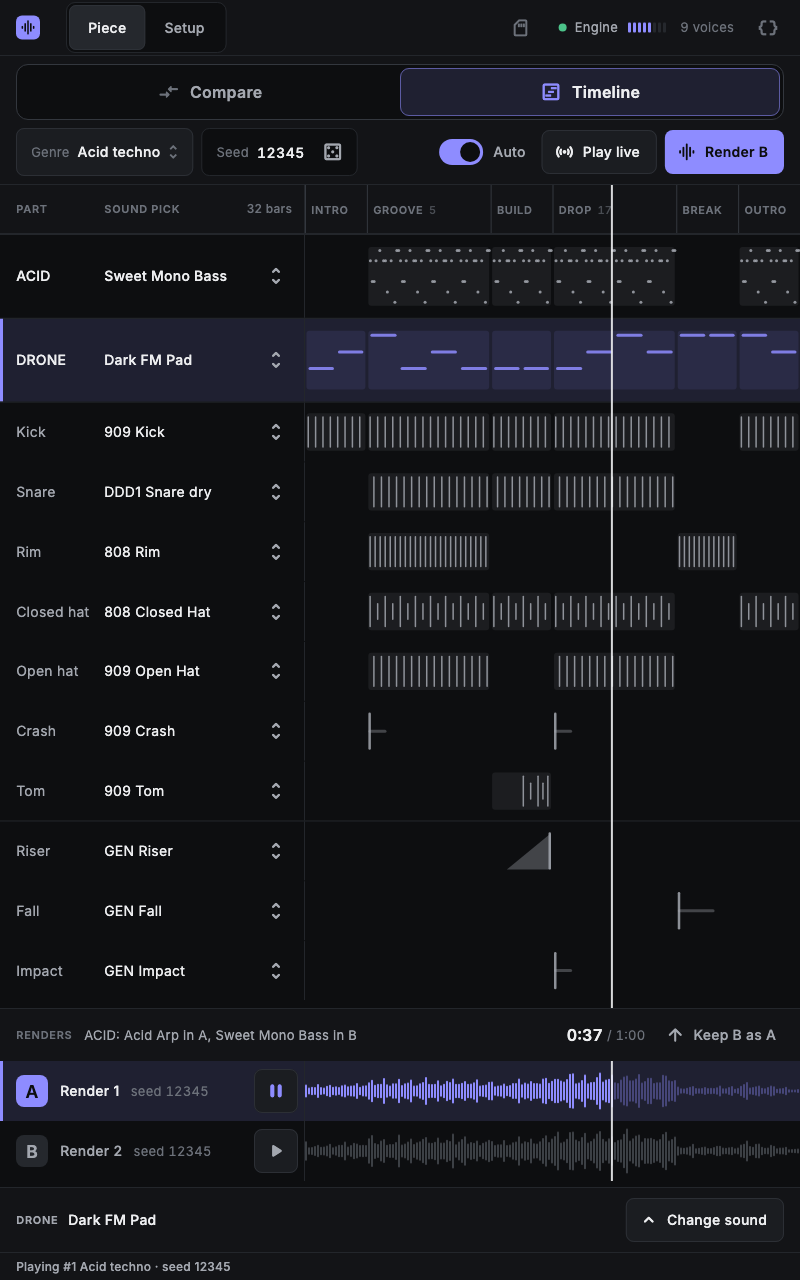 Piece Setup Engine 9 voices
Compare Timeline
Genre Acid techno Seed 12345 Auto Play live Render B
PART SOUND PICK 32 bars INTRO GROOVE 5 BUILD DROP 17 BREAK OUTRO
ACID Sweet Mono Bass
DRONE Dark FM Pad
Kick 909 Kick
Snare DDD1 Snare dry
Rim 808 Rim
Closed hat 808 Closed Hat
Open hat 909 Open Hat
Crash 909 Crash
Tom 909 Tom
Riser GEN Riser
Fall GEN Fall
Impact GEN Impact
RENDERS ACID: Acid Arp in A, Sweet Mono Bass in B 0:37 / 1:00 Keep B as A
A Render 1 seed 12345
B Render 2 seed 12345
DRONE Dark FM Pad Change sound
Playing #1 Acid techno · seed 12345